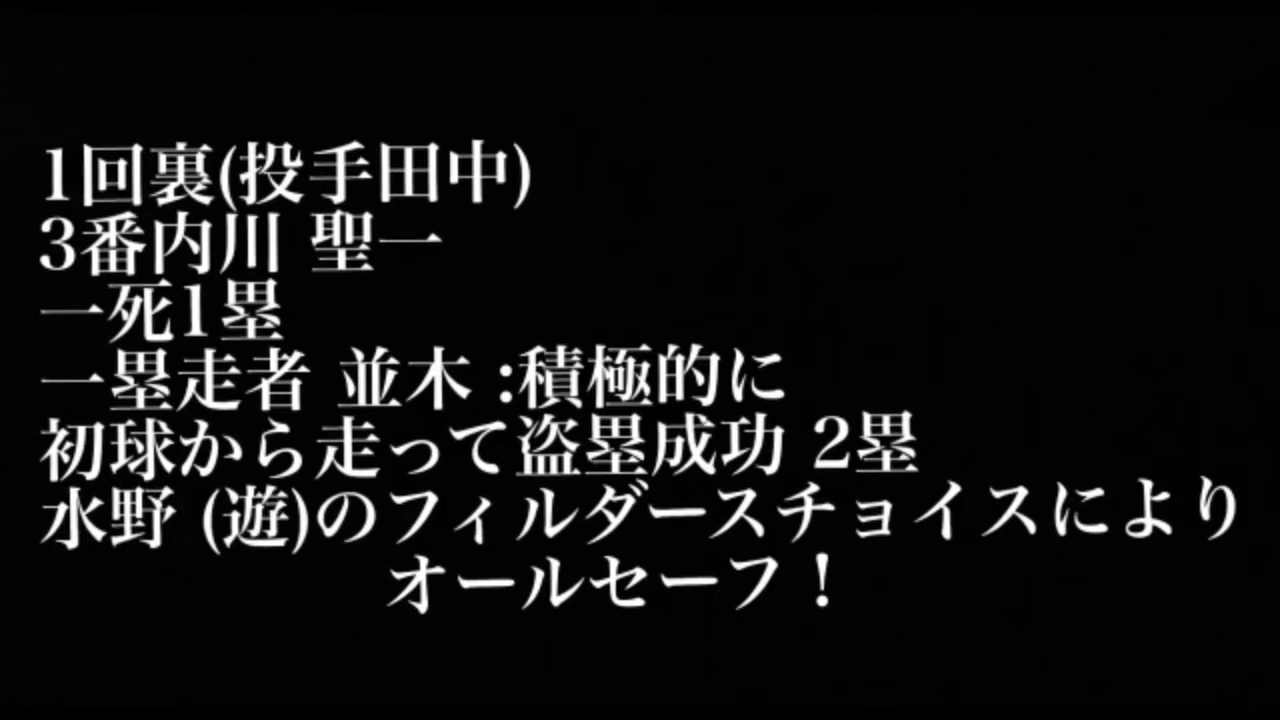 1回裏(投手田中)
3番内川 聖一
一死1塁
一塁走者 並木 :積極的に
初球から走って盗塁成功 2塁
水野 (遊)のフィルダースチョイスにより
オールセーフ！